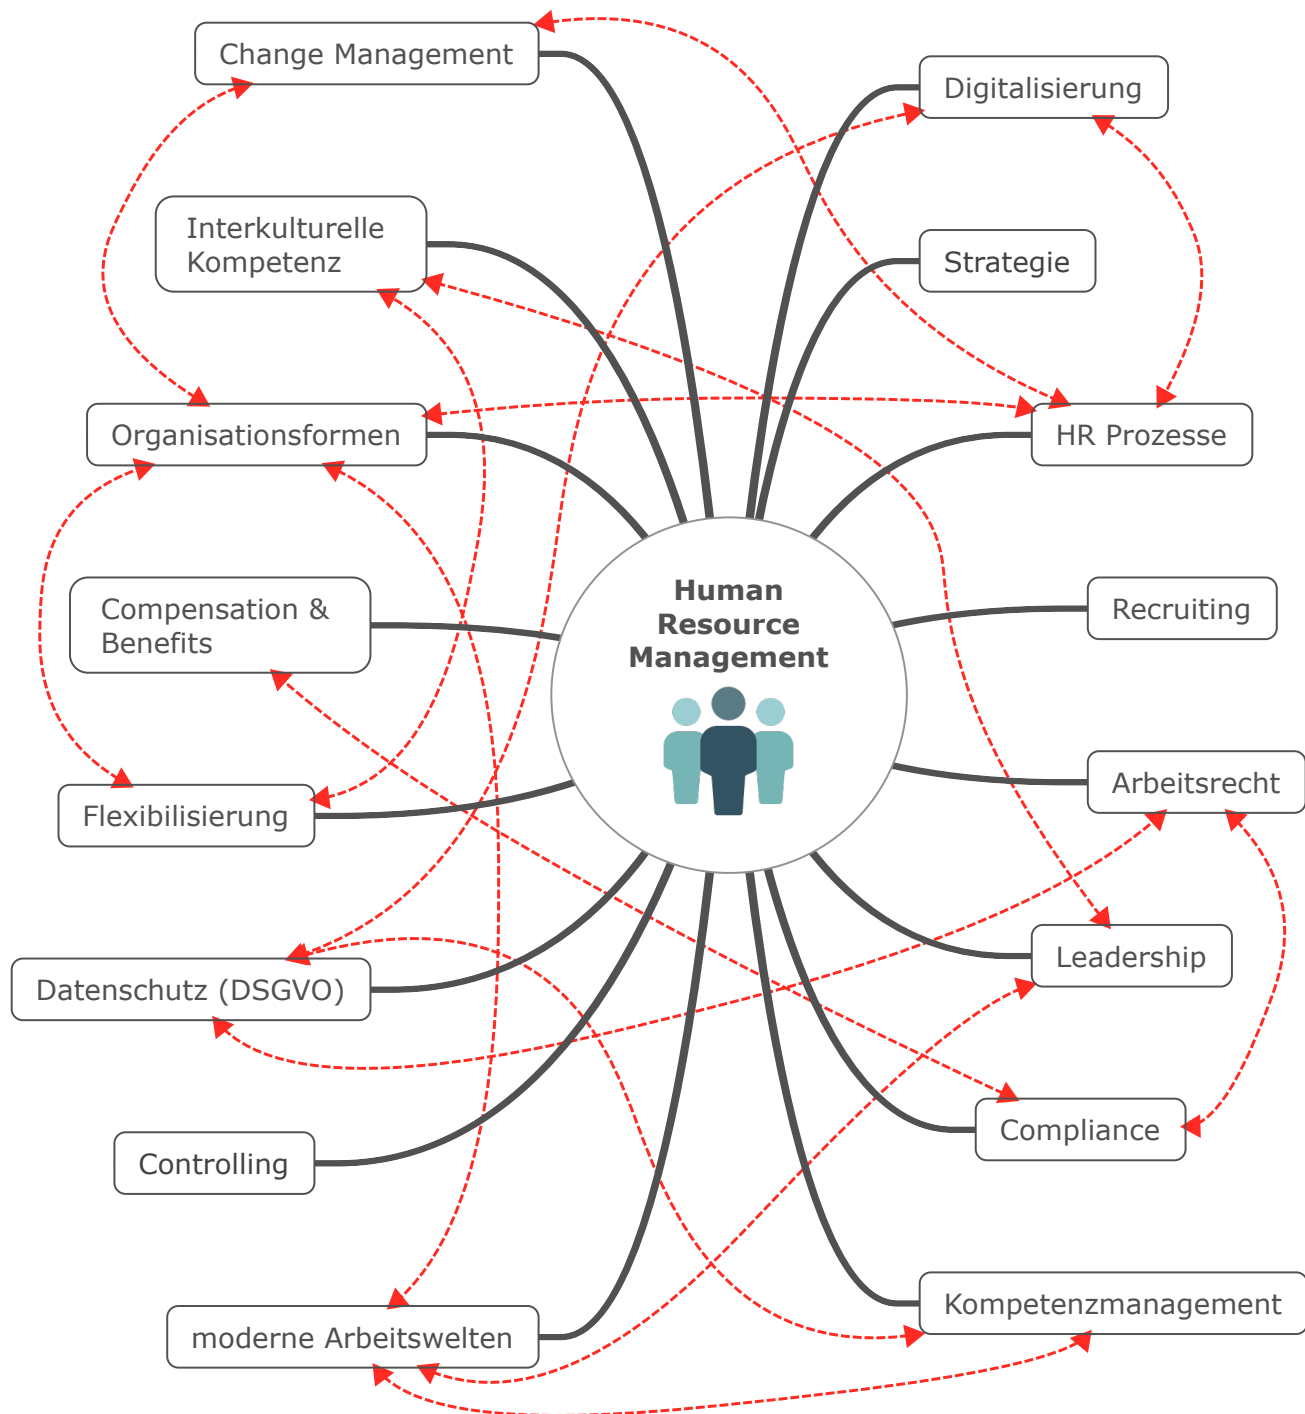 Change Management
Digitalisierung
Interkulturelle
Kompetenz
Strategie
Organisationsformen
HR Prozesse
Human
Resource
Management
Compensation &
Benefits
Recruiting
Flexibilisierung
Arbeitsrecht
Datenschutz (DSGVO)
Leadership
Controlling
Compliance
moderne Arbeitswelten
Kompetenzmanagement